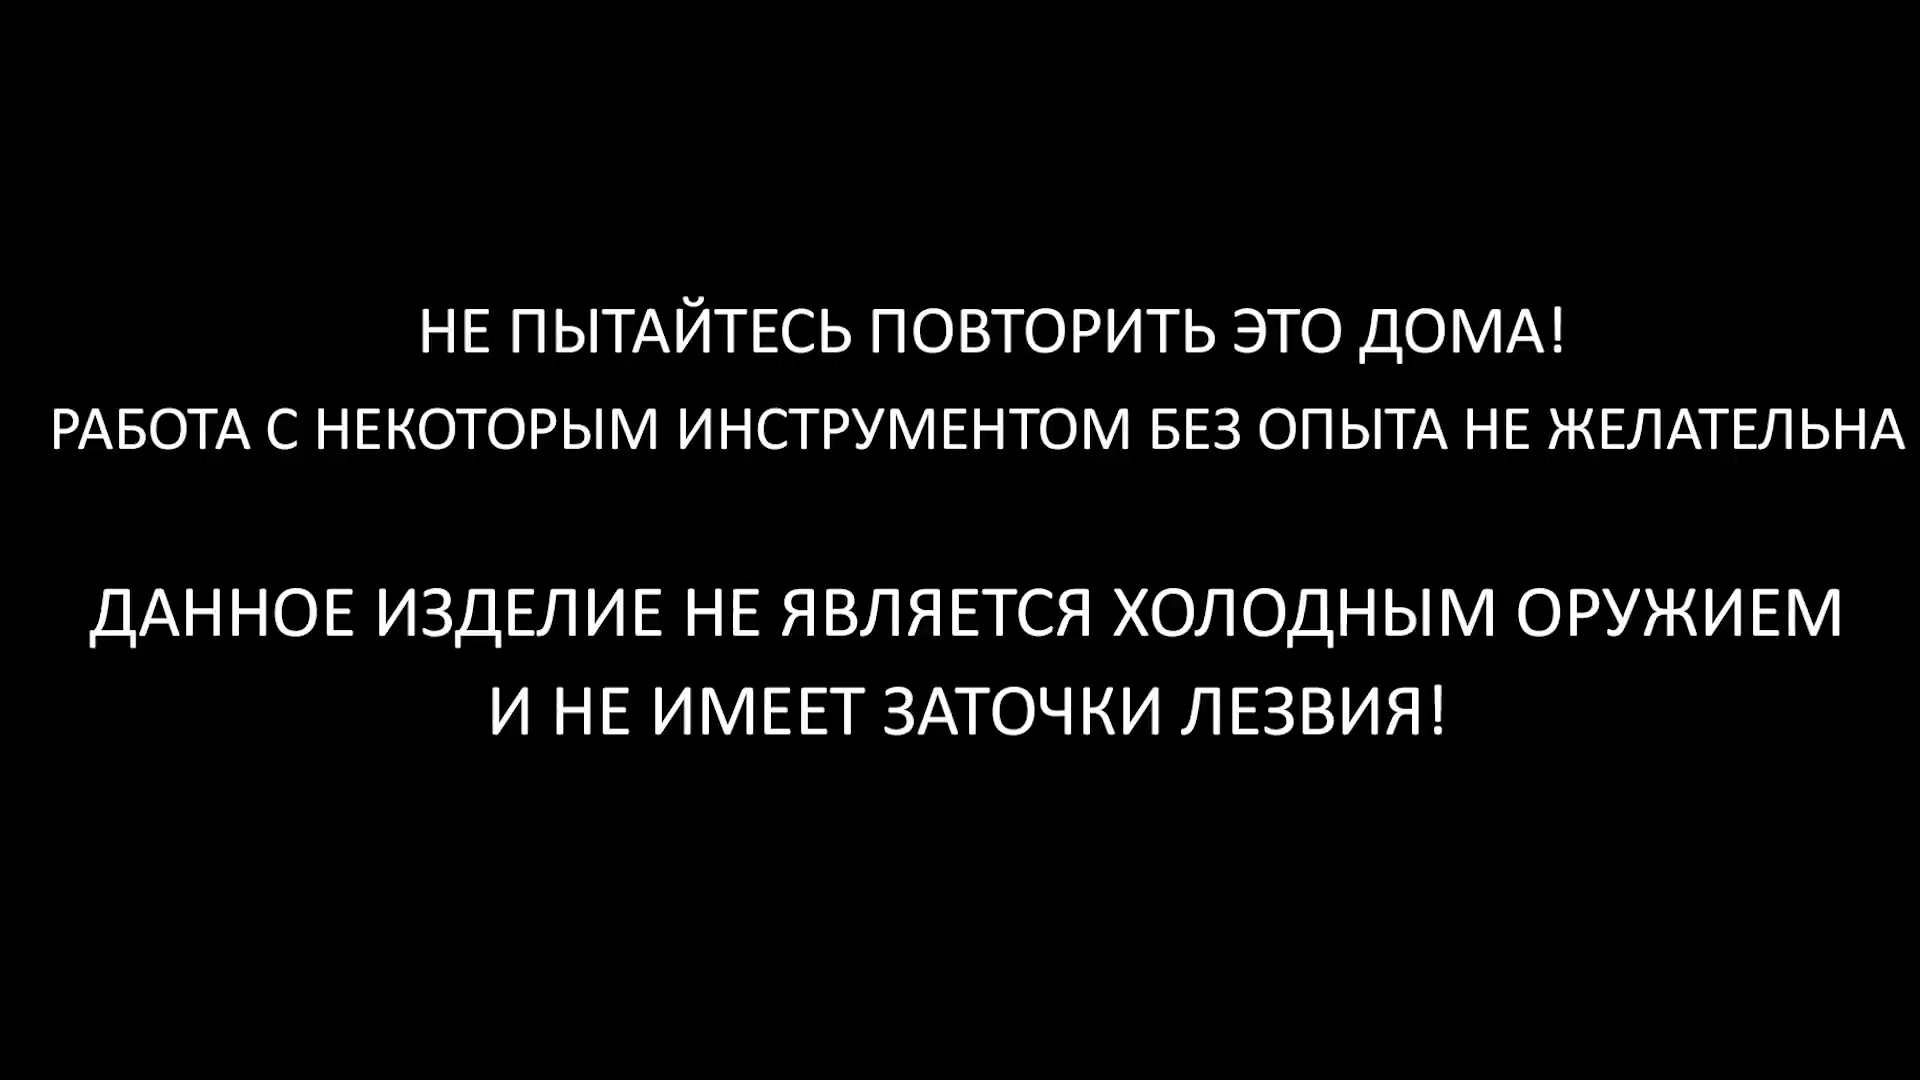 НЕ ПЫТАЙТЕСЬ ПОВТОРИТЬ ЭТО ДОМА!
РАБОТА С НЕКОТОРЫМ ИНСТРУМЕНТОМ БЕЗ ОПЫТА НЕ ЖЕЛАТЕЛЬНА
ДАННОЕ ИЗДЕЛИЕ НЕ ЯВЛЯЕТСЯ ХОЛОДНЫМ ОРУЖИЕМ
И НЕ ИМЕЕТ ЗАТОЧКИ ЛЕЗВИЯ!